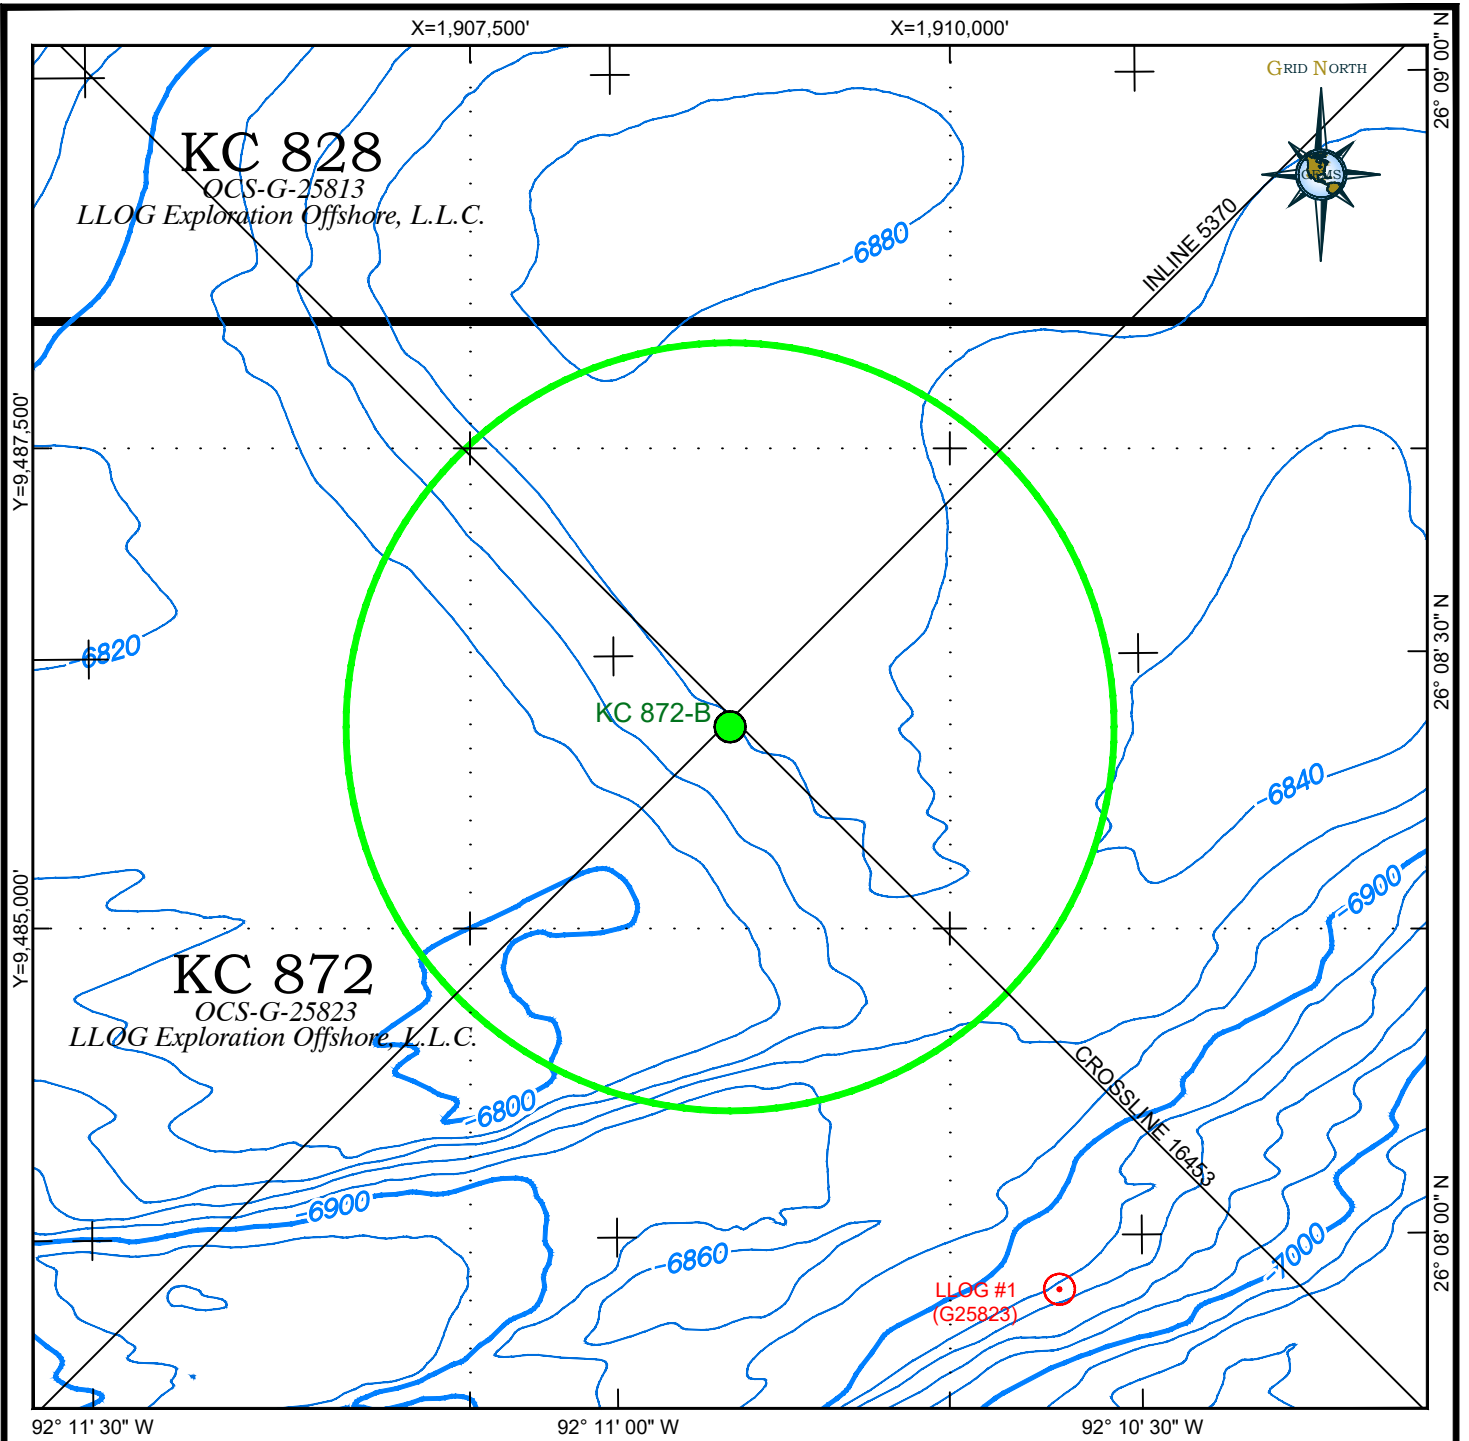 X=1,907,500'
X=1,910,000'
26° 09' 00" N
GRID NORTH
GEMS
KC 828
OCS-G-25813
LLOG Exploration Offshore, L.L.C.
-6880
INLINE 5370
Y=9,487,500'
26° 08' 30" N
-6820
KC 872-B
-6840
-6900
Y=9,485,000'
KC 872
OCS-G-25823
LLOG Exploration Offshore, L.L.C.
CROSSLINE 16453
-6800
-6900
-6860
-7000
26° 08' 00" N
LLOG #1
(G25823)
92° 11' 30" W
92° 11' 00" W
92° 10' 30" W